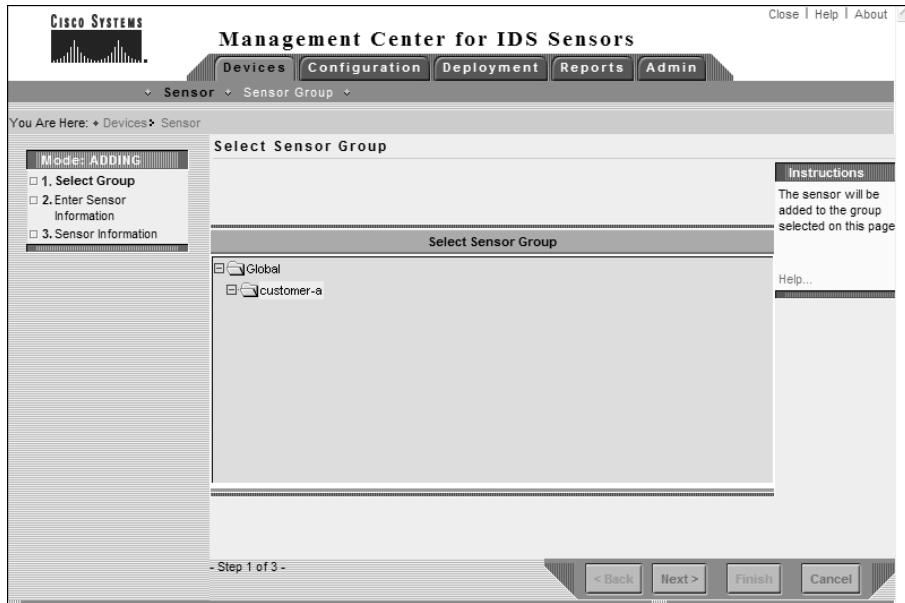 CISCO SYSTEMS
Close | Help | About
Management Center for IDS Sensors
Devices Configuration Deployment Reports Admin
Sensor Sensor Group
You Are Here: Devices Sensor
Mode: ADDING
1. Select Group
2. Enter Sensor
Information
3. Sensor Information
Select Sensor Group
Select Sensor Group
Global
customer-a
Instructions
The sensor will be
added to the group
selected on this page
Help...
- Step 1 of 3 -
< Back Next > Finish Cancel